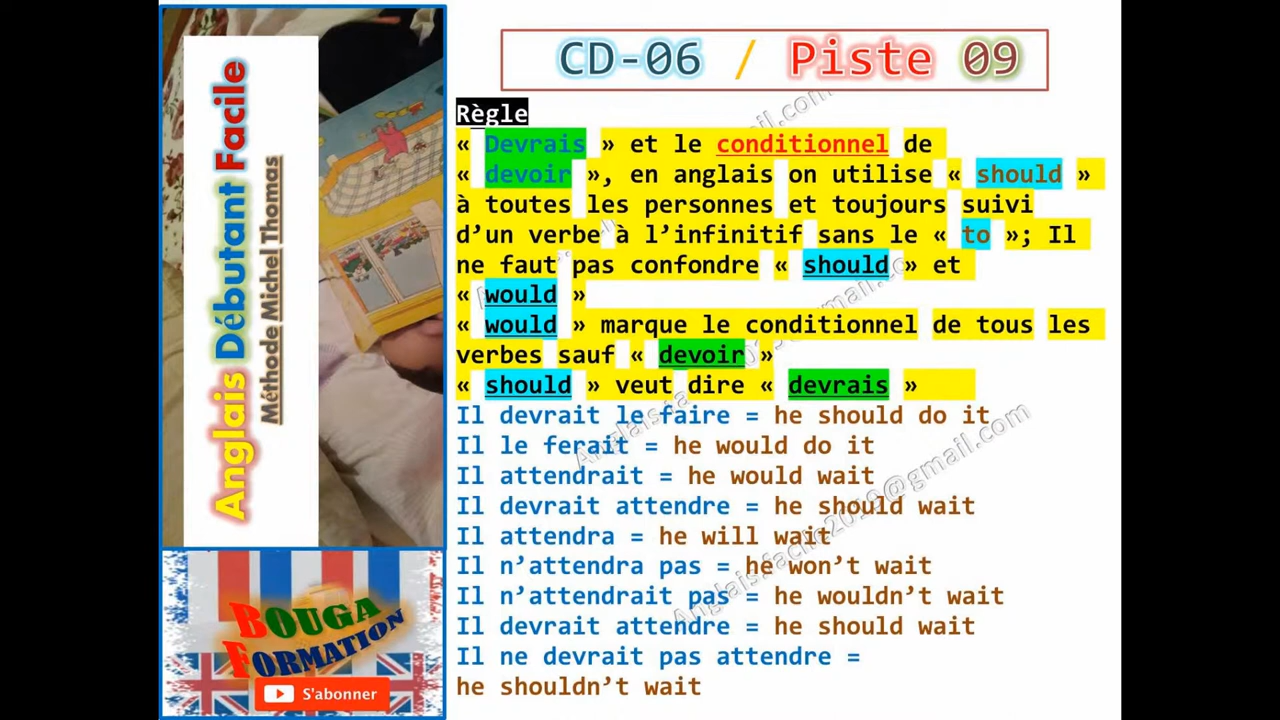 CD-06 / Piste 09
Règle
« Devrais » et le conditionnel de
« devoir », en anglais on utilise « should »
à toutes les personnes et toujours suivi
d’un verbe à l’infinitif sans le « to »; Il
ne faut pas confondre « should » et
« would »
« would » marque le conditionnel de tous les
verbes sauf « devoir »
« should » veut dire « devrais »
Il devrait le faire = he should do it
Il le ferait = he would do it
Il attendrait = he would wait
Il devrait attendre = he should wait
Il attendra = he will wait
Il n’attendra pas = he won’t wait
Il n’attendrait pas = he wouldn’t wait
Il devrait attendre = he should wait
Il ne devrait pas attendre =
he shouldn’t wait
Anglais Débutant Facile
Méthode Michel Thomas
BOUGA
FORMATION
S'abonner
Anglais.facile2019@gmail.com